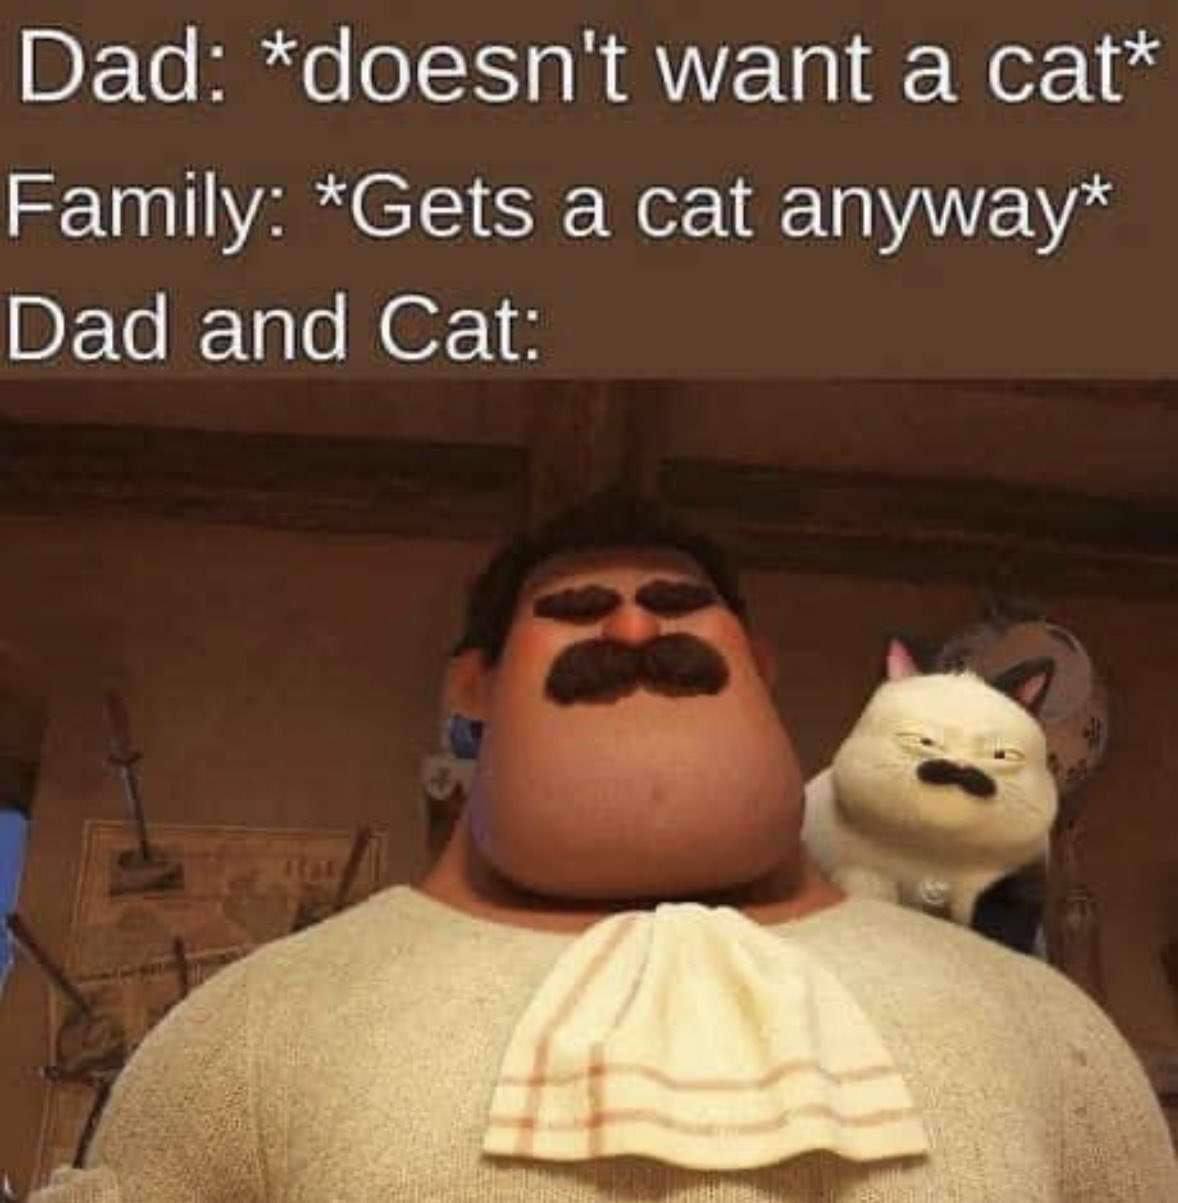 Dad: *doesn't want a cat*
Family: *Gets a cat anyway*
Dad and Cat: